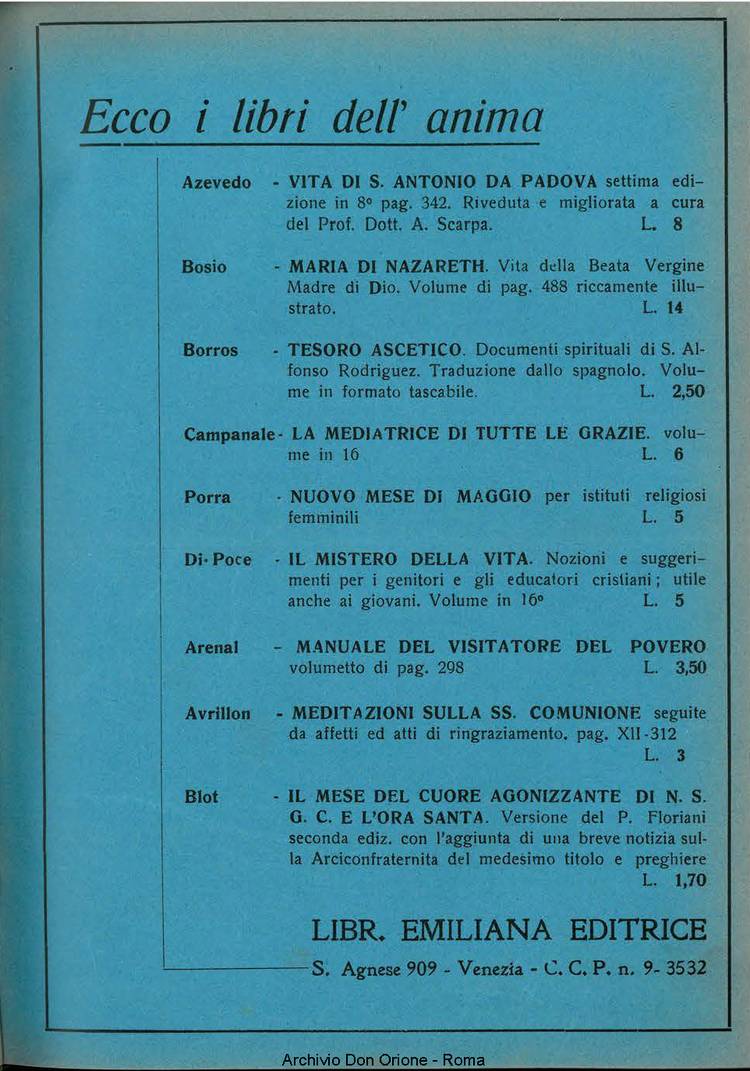 Ecco i libri dell' anima
Azevedo - VITA DI S. ANTONIO DA PADOVA settima edi-
zione in 8º pag. 342. Riveduta e migliorata a cura
del Prof. Dott. A. Scarpa. L. 8
Bosio - MARIA DI NAZARETH. Vita della Beata Vergine
Madre di Dio. Volume di pag. 488 riccamente illu-
strato. L. 14
Borros - TESORO ASCETICO. Documenti spirituali di S. Al-
fonso Rodriguez. Traduzione dallo spagnolo. Volu-
me in formato tascabile. L. 2,50
Campanale - LA MEDIATRICE DI TUTTE LE GRAZIE. volu-
me in 16 L. 6
Porra - NUOVO MESE DI MAGGIO per istituti religiosi
femminili L. 5
Di-Poce - IL MISTERO DELLA VITA. Nozioni e suggeri-
menti per i genitori e gli educatori cristiani; utile
anche ai giovani. Volume in 16º L. 5
Arenal - MANUALE DEL VISITATORE DEL POVERO
volumetto di pag. 298 L. 3,50
Avrillon - MEDITAZIONI SULLA SS. COMUNIONE seguite
da affetti ed atti di ringraziamento. pag. XII-312
L. 3
Blot - IL MESE DEL CUORE AGONIZZANTE DI N. S.
G. C. E L'ORA SANTA. Versione del P. Floriani
seconda ediz. con l'aggiunta di una breve notizia sul-
la Arciconfraternita del medesimo titolo e preghiere
L. 1,70
LIBR. EMILIANA EDITRICE
S. Agnese 909 - Venezia - C. C. P. n. 9-3532
Archivio Don Orione - Roma